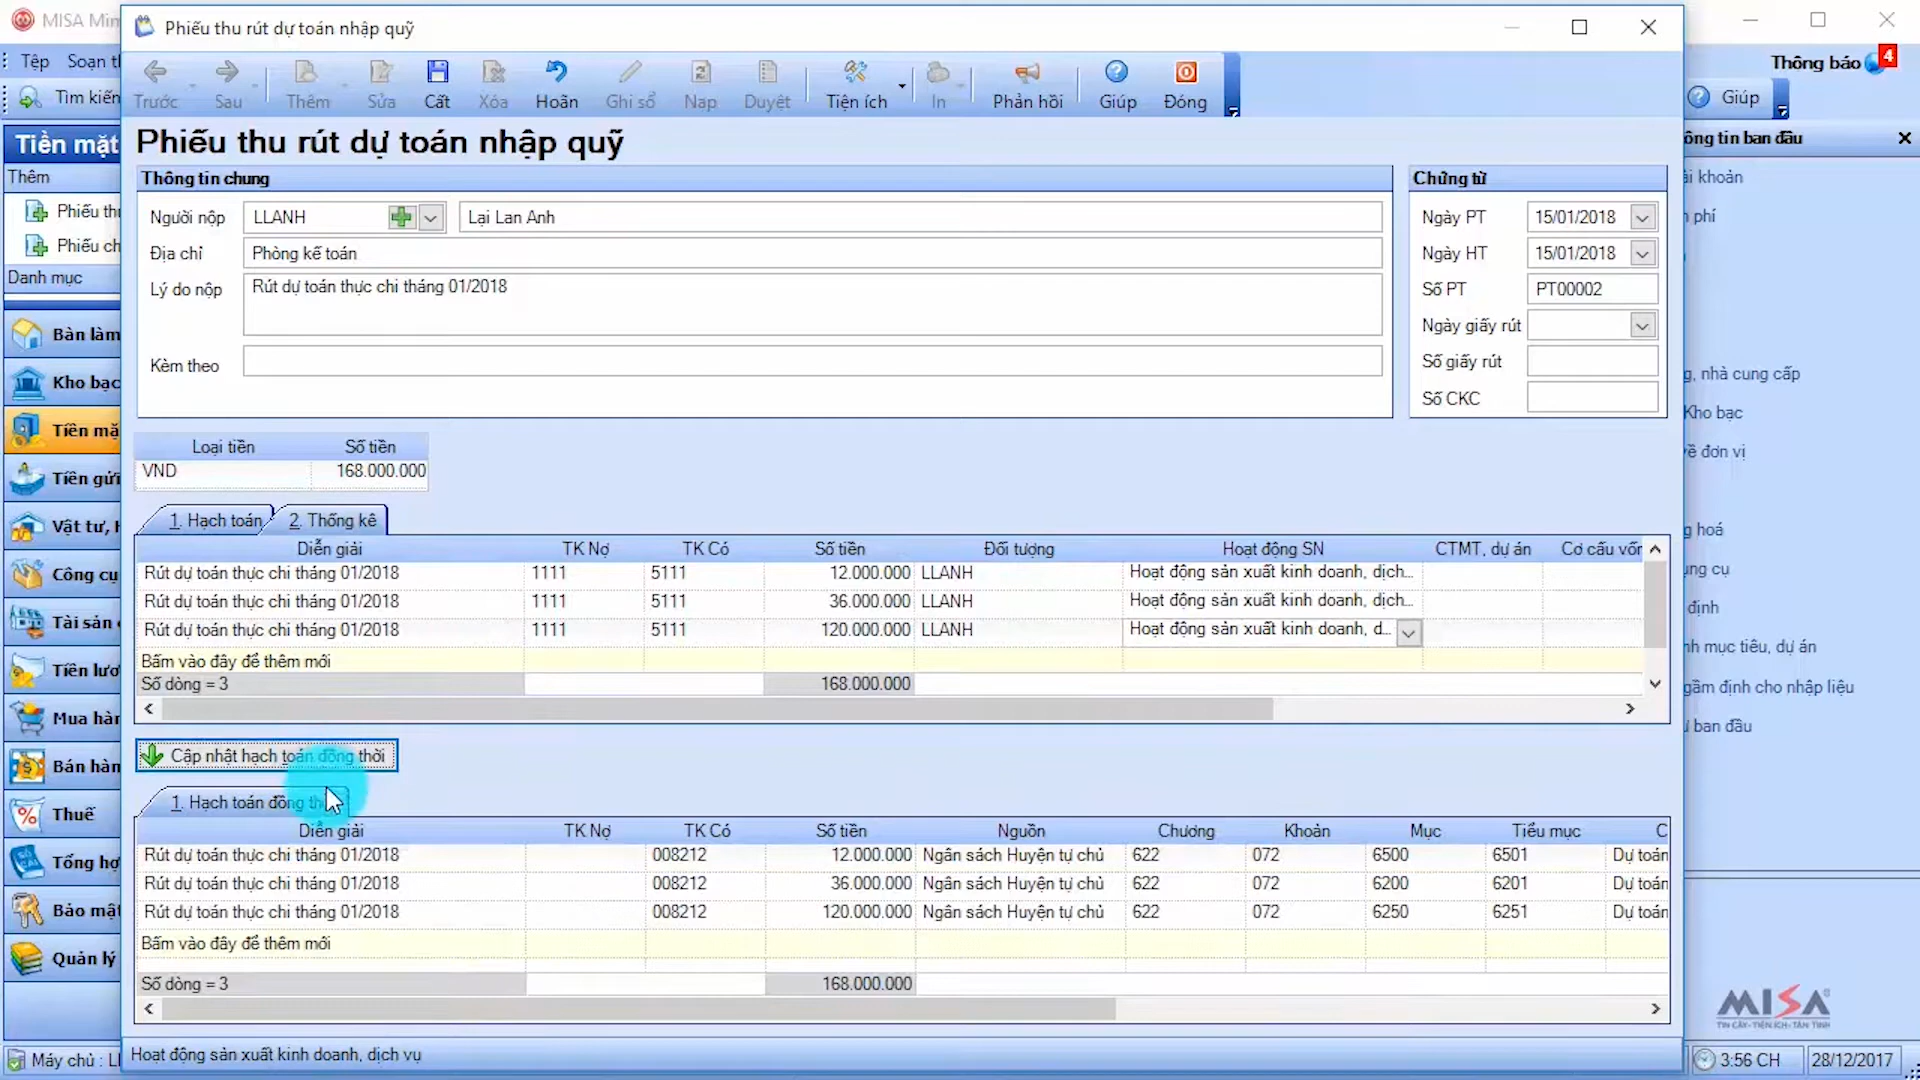 MISA Mim
Phiếu thu rút dự toán nhập quỹ
Tệp Soạn th
Thông báo 4
Trước Sau Thêm Sửa Cất Xóa Hoãn Ghi sổ Nạp Duyệt Tiện ích In Phản hồi Giúp Đóng
Tìm kiến
Giúp
Tiền mặt
Phiếu thu rút dự toán nhập quỹ
ông tin ban đầu
Thêm
Thông tin chung
Chứng từ
ài khoản
Phiếu thu
Người nộp LLANH Lại Lan Anh
Ngày PT 15/01/2018
n phí
Phiếu ch
Địa chỉ Phòng kế toán
Ngày HT 15/01/2018
Danh mục
Lý do nộp Rút dự toán thực chi tháng 01/2018
Số PT PT00002
Bàn làm
Ngày giấy rút
Kèm theo
Số giấy rút
g, nhà cung cấp
Kho bạc
Số CKC
Kho bạc
Tiền mặ
Loại tiền Số tiền
về đơn vị
VND 168.000.000
Tiền gửi
1. Hạch toán 2. Thống kê
Vật tư, H
g hoá
Diễn giải TK Nợ TK Có Số tiền Đối tượng Hoạt động SN CTMT, dự án Cơ cấu vốn
Rút dự toán thực chi tháng 01/2018 1111 5111 12.000.000 LLANH Hoạt động sản xuất kinh doanh, dịch...
Công cụ
ụng cụ
Rút dự toán thực chi tháng 01/2018 1111 5111 36.000.000 LLANH Hoạt động sản xuất kinh doanh, dịch...
định
Tài sản
Rút dự toán thực chi tháng 01/2018 1111 5111 120.000.000 LLANH Hoạt động sản xuất kinh doanh, d...
nh mục tiêu, dự án
Bấm vào đây để thêm mới
Tiền lươ
Số dòng = 3 168.000.000
gầm định cho nhập liệu
Mua hàn
ư ban đầu
Cập nhật hạch toán đồng thời
Bán hàn
1. Hạch toán đồng th
Thuế
Diễn giải TK Nợ TK Có Số tiền Nguồn Chương Khoản Mục Tiểu mục C
Rút dự toán thực chi tháng 01/2018 008212 12.000.000 Ngân sách Huyện tự chủ 622 072 6500 6501 Dự toán
Tổng hợ
Rút dự toán thực chi tháng 01/2018 008212 36.000.000 Ngân sách Huyện tự chủ 622 072 6200 6201 Dự toán
Rút dự toán thực chi tháng 01/2018 008212 120.000.000 Ngân sách Huyện tự chủ 622 072 6250 6251 Dự toán
Bảo mật
Bấm vào đây để thêm mới
Quản lý
Số dòng = 3 168.000.000
MISA
TIN CẬY - TIỆN ÍCH - TẬN TÌNH
Hoạt động sản xuất kinh doanh, dịch vụ
Máy chủ : LI
3:56 CH 28/12/2017